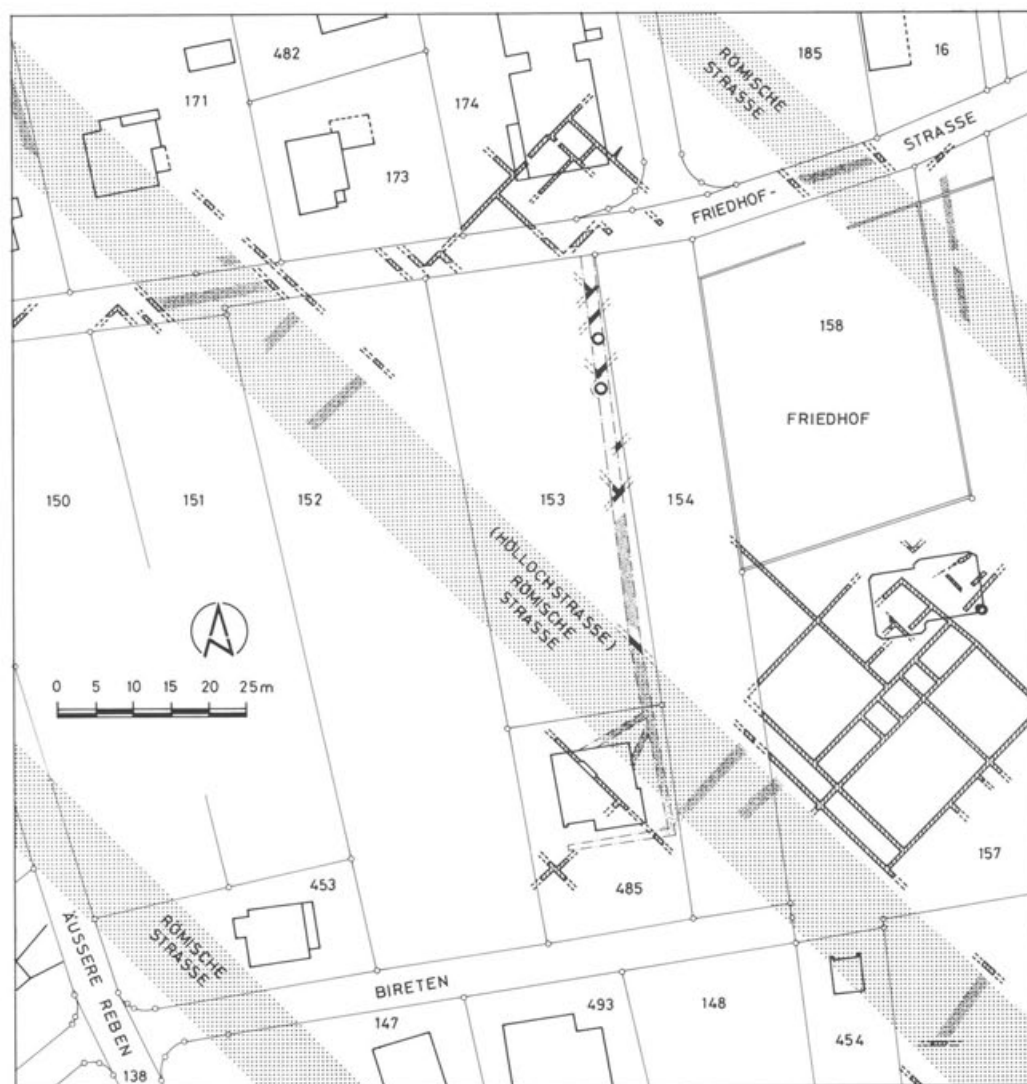 482
171
174
173
RÖMISCHE
STRASSE
185
16
STRASSE
FRIEDHOF-
158
FRIEDHOF
150
151
152
153
154
(HÖLLOCHSTRASSE)
RÖMISCHE
STRASSE
0 5 10 15 20 25m
157
453
485
RÖMISCHE
STRASSE
ÄUSSERE REBEN
BIRETEN
493
148
147
454
138